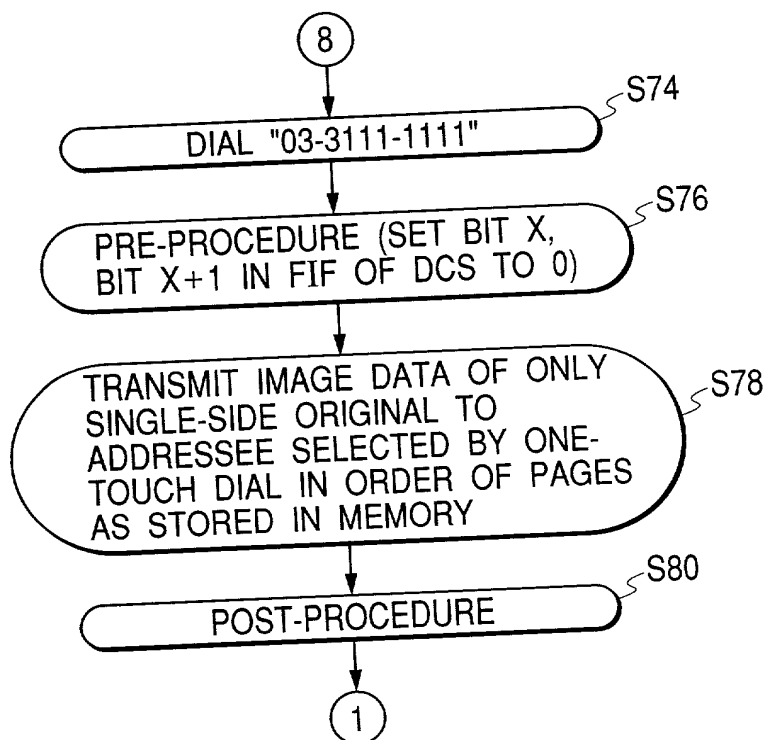 8
S74
DIAL "03-3111-1111"
S76
PRE-PROCEDURE (SET BIT X,
BIT X+1 IN FIF OF DCS TO 0)
S78
TRANSMIT IMAGE DATA OF ONLY
SINGLE-SIDE ORIGINAL TO
ADDRESSEE SELECTED BY ONE-
TOUCH DIAL IN ORDER OF PAGES
AS STORED IN MEMORY
S80
POST-PROCEDURE
1